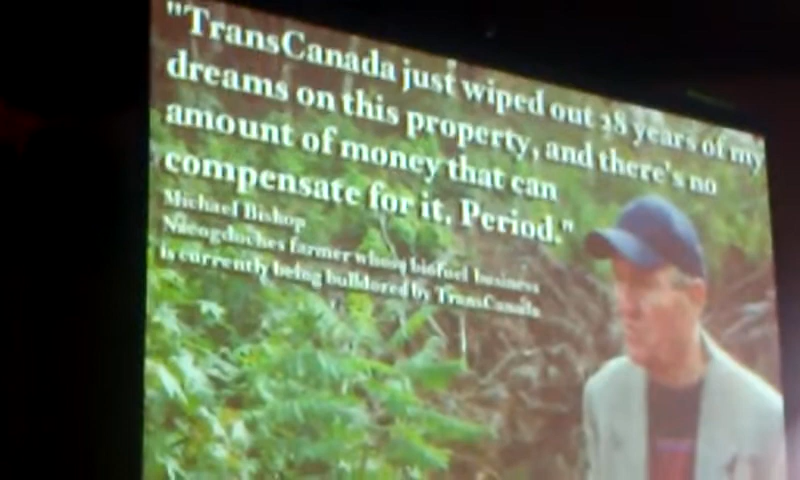 "TransCanada just wiped out 28 years of my
dreams on this property, and there's no
amount of money that can
compensate for it. Period."
Michael Bishop
Nacogdoches farmer whose biofuel business
is currently being bulldozed by TransCanada